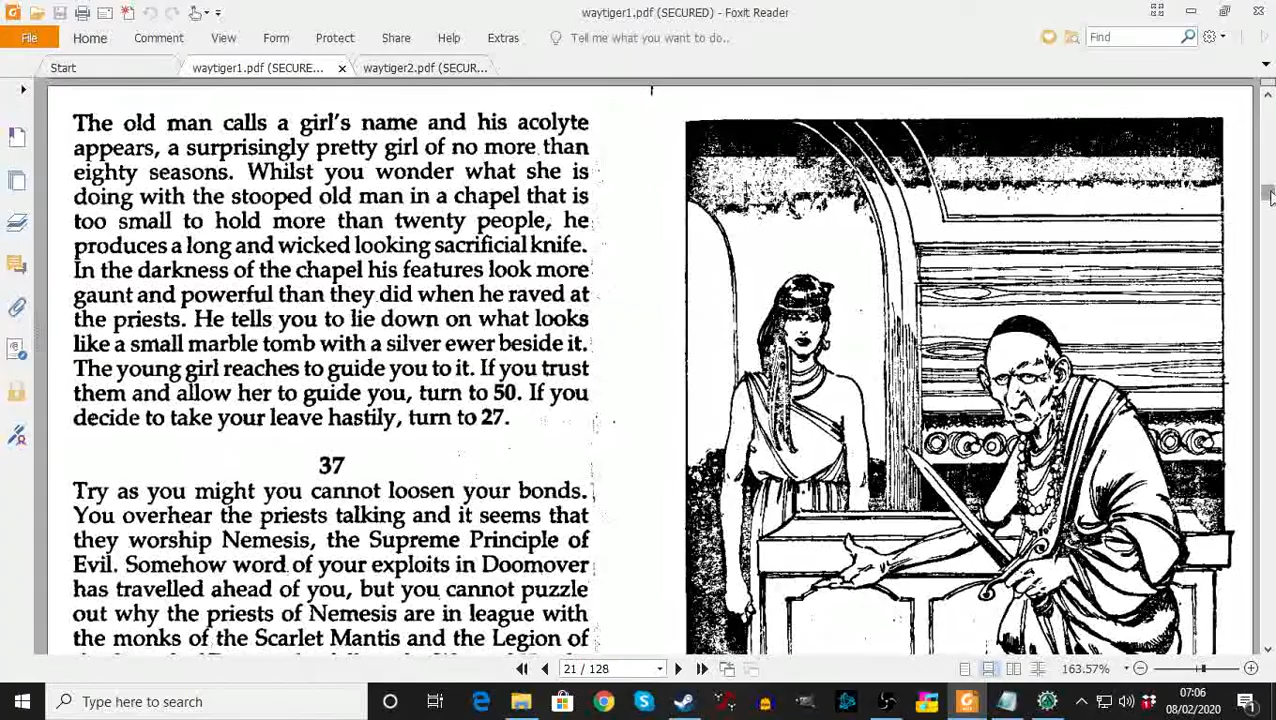 waytiger1.pdf (SECURED) - Foxit Reader
File Home Comment View Form Protect Share Help Extras Tell me what you want to do.. Find
Start waytiger1.pdf (SECURE... waytiger2.pdf (SECUR...
The old man calls a girl's name and his acolyte
appears, a surprisingly pretty girl of no more than
eighty seasons. Whilst you wonder what she is
doing with the stooped old man in a chapel that is
too small to hold more than twenty people, he
produces a long and wicked looking sacrificial knife.
In the darkness of the chapel his features look more
gaunt and powerful than they did when he raved at
the priests. He tells you to lie down on what looks
like a small marble tomb with a silver ewer beside it.
The young girl reaches to guide you to it. If you trust
them and allow her to guide you, turn to 50. If you
decide to take your leave hastily, turn to 27.
37
Try as you might you cannot loosen your bonds.
You overhear the priests talking and it seems that
they worship Nemesis, the Supreme Principle of
Evil. Somehow word of your exploits in Doomover
has travelled ahead of you, but you cannot puzzle
out why the priests of Nemesis are in league with
the monks of the Scarlet Mantis and the Legion of
21 / 128 163.57%
Type here to search 07:06
08/02/2020